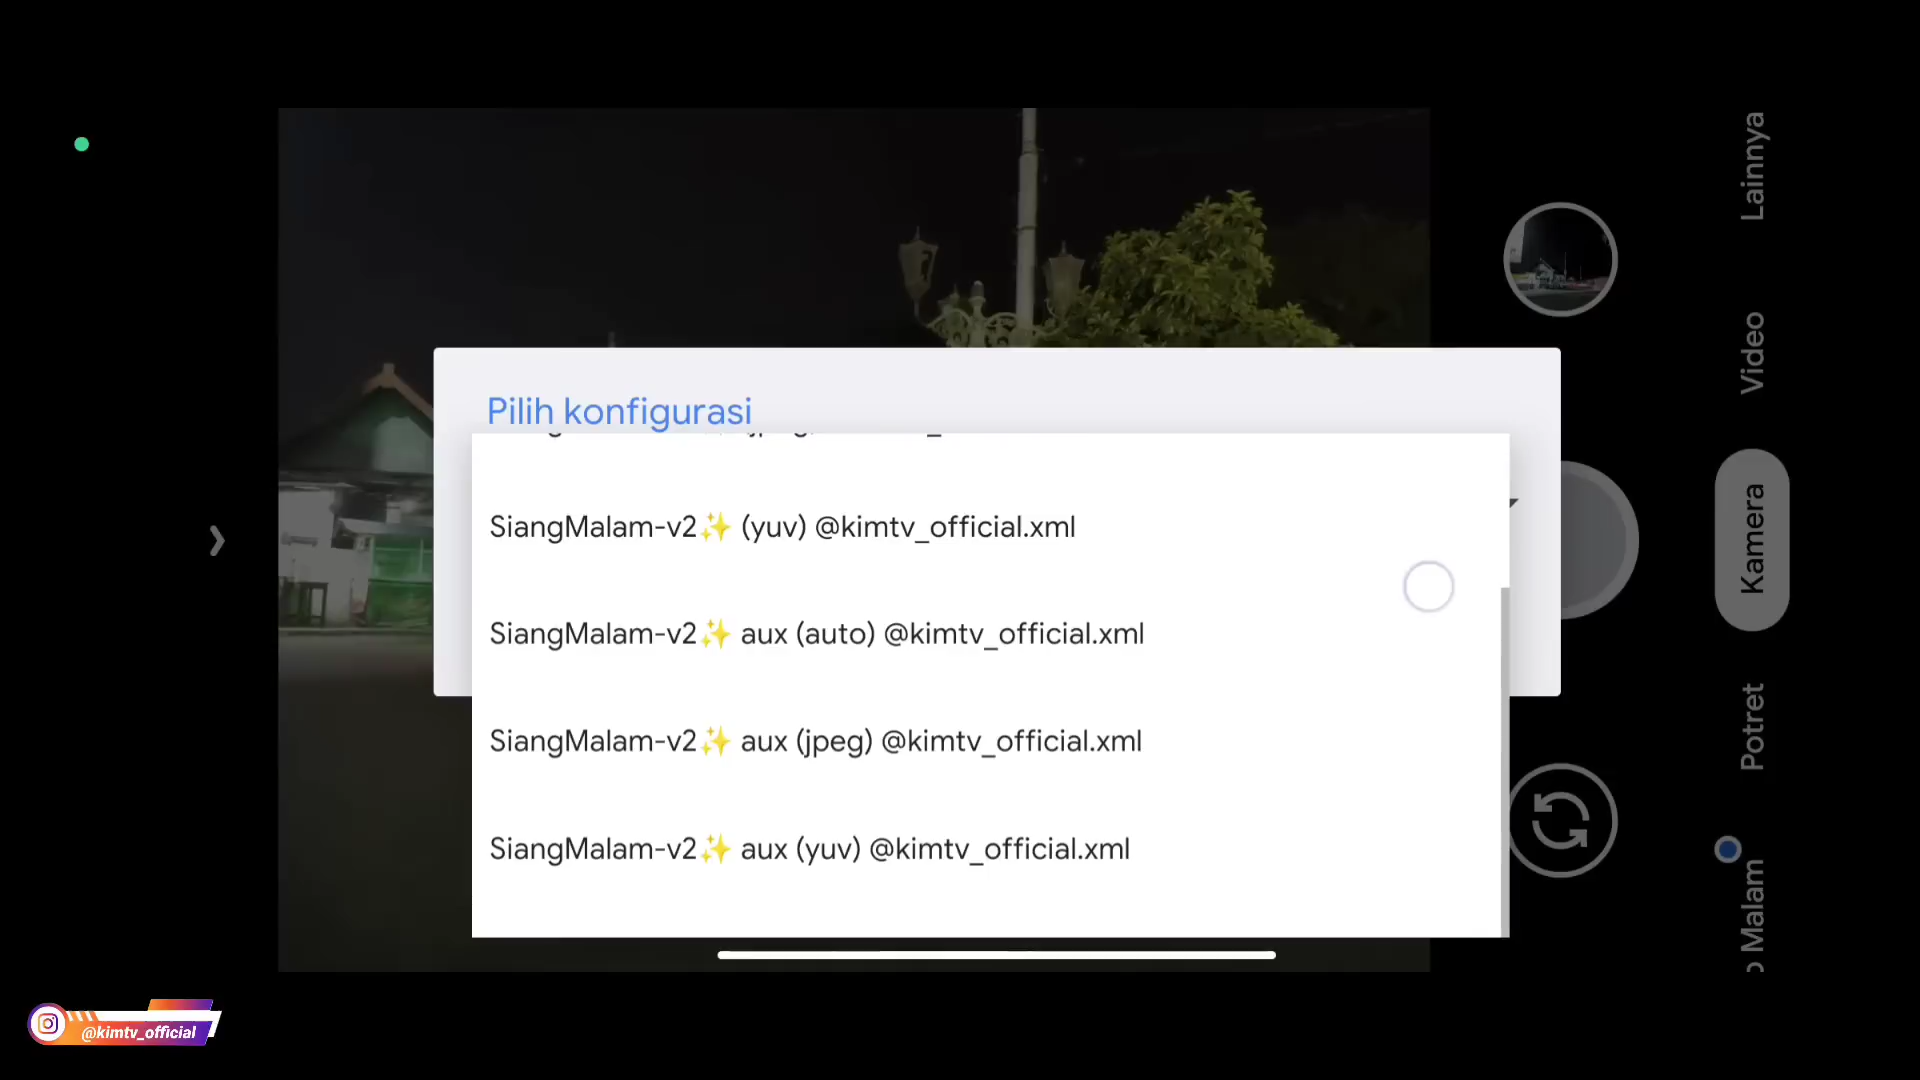 Lainnya
Video
Kamera
Potret
Malam
Pilih konfigurasi
SiangMalam-v2✨ (yuv) @kimtv_official.xml
SiangMalam-v2✨ aux (auto) @kimtv_official.xml
SiangMalam-v2✨ aux (jpeg) @kimtv_official.xml
SiangMalam-v2✨ aux (yuv) @kimtv_official.xml
@kimtv_official